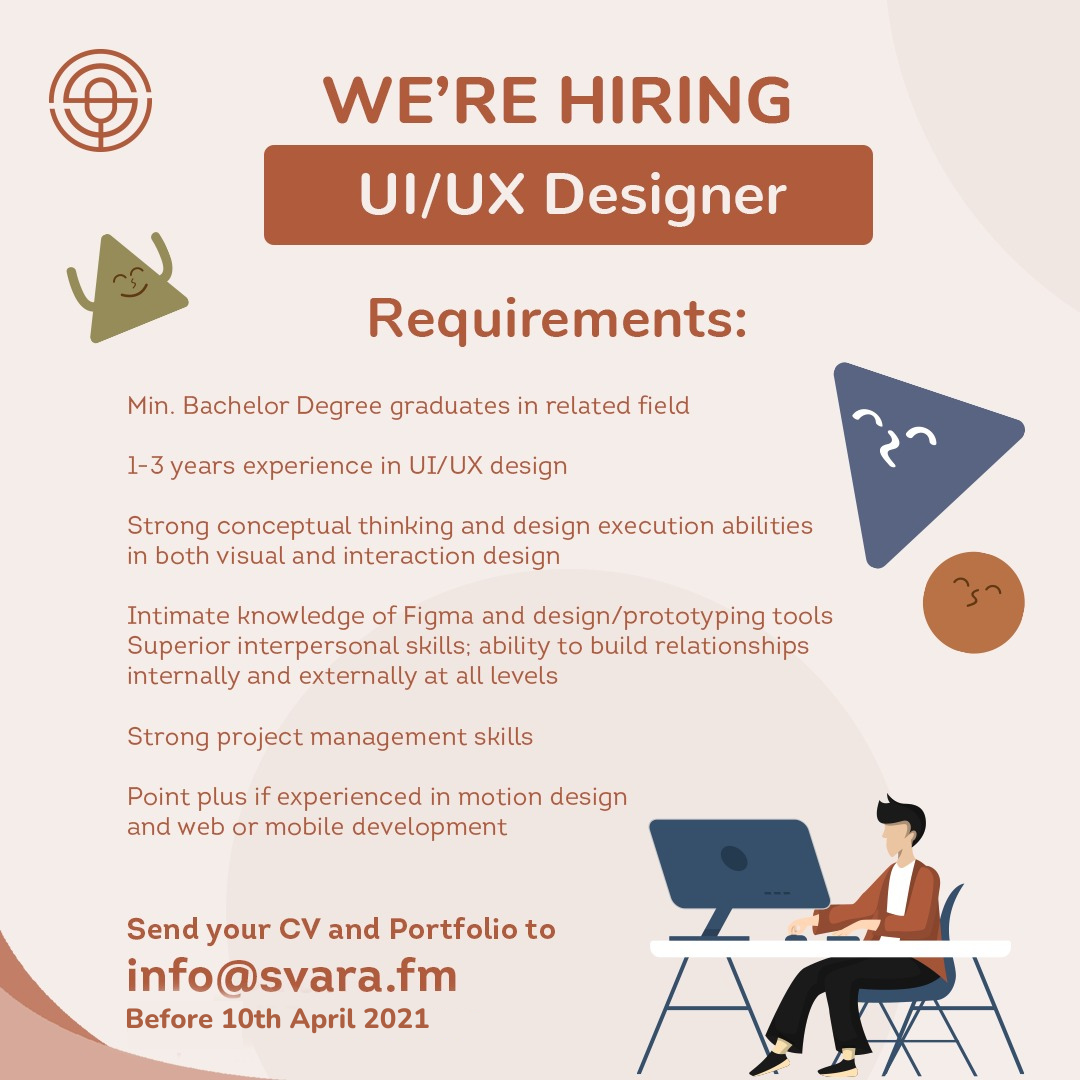 WE’RE HIRING
UI/UX Designer
Requirements:
Min. Bachelor Degree graduates in related field
1-3 years experience in UI/UX design
Strong conceptual thinking and design execution abilities
in both visual and interaction design
Intimate knowledge of Figma and design/prototyping tools
Superior interpersonal skills; ability to build relationships
internally and externally at all levels
Strong project management skills
Point plus if experienced in motion design
and web or mobile development
Send your CV and Portfolio to
info@svara.fm
Before 10th April 2021